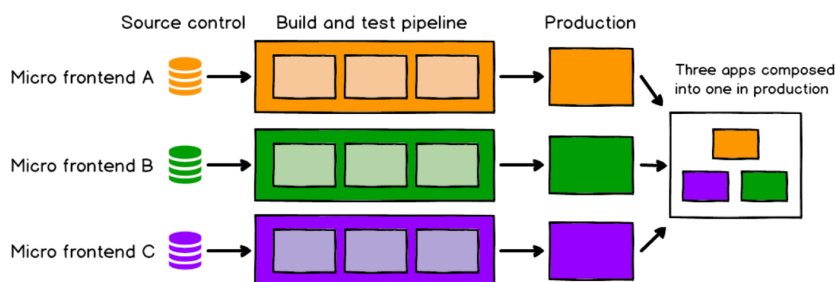 Source control
Build and test pipeline
Production
Micro frontend A
Three apps composed
into one in production
Micro frontend B
Micro frontend C